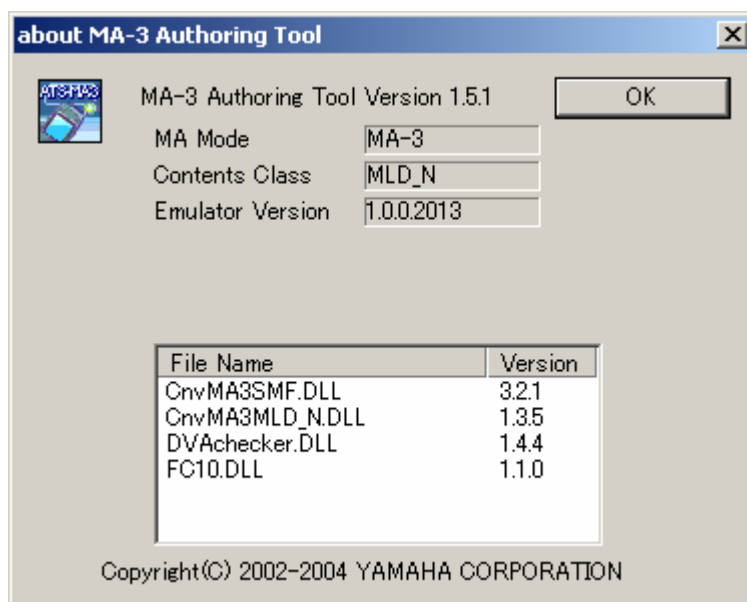 about MA-3 Authoring Tool
ATS-MA3
MA-3 Authoring Tool Version 1.5.1
OK
MA Mode MA-3
Contents Class MLD_N
Emulator Version 1.0.0.2013
File Name Version
CnvMA3SMF.DLL 3.2.1
CnvMA3MLD_N.DLL 1.3.5
DVAchecker.DLL 1.4.4
FC10.DLL 1.1.0
Copyright(C) 2002-2004 YAMAHA CORPORATION